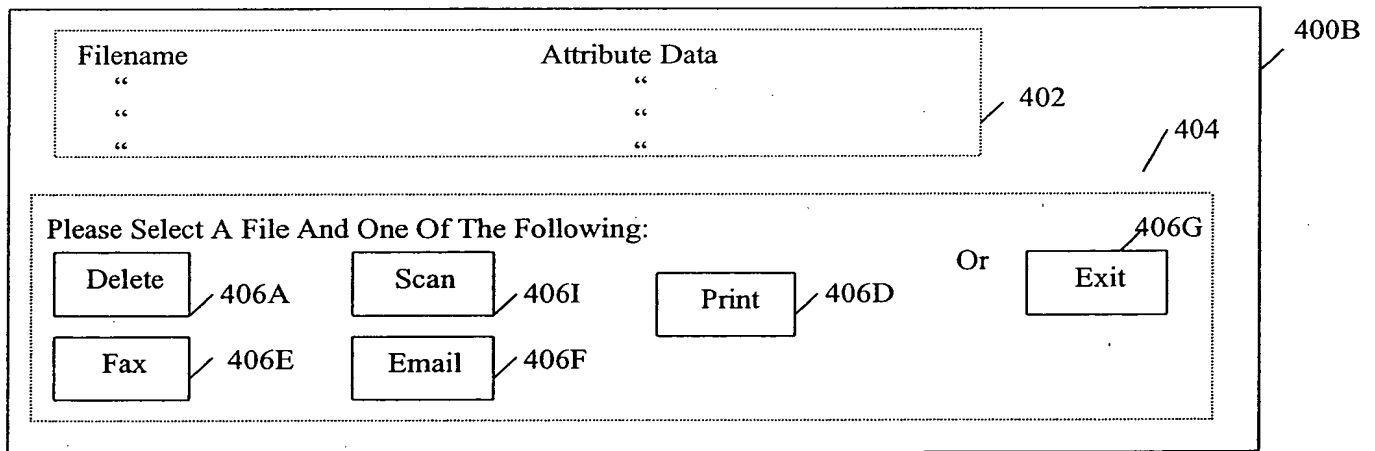 400B
Filename Attribute Data
“ “
“ “
“ “
402
404
Please Select A File And One Of The Following:
406G
Delete 406A Scan 406I Print 406D Or Exit
Fax 406E Email 406F